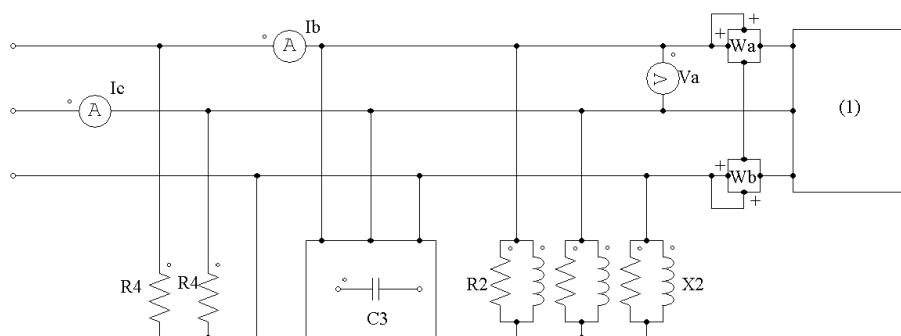 Ib
+
+
A
Wa
Va
V
Ic
A
(1)
+
Wb
+
R4
R4
R2
X2
C3